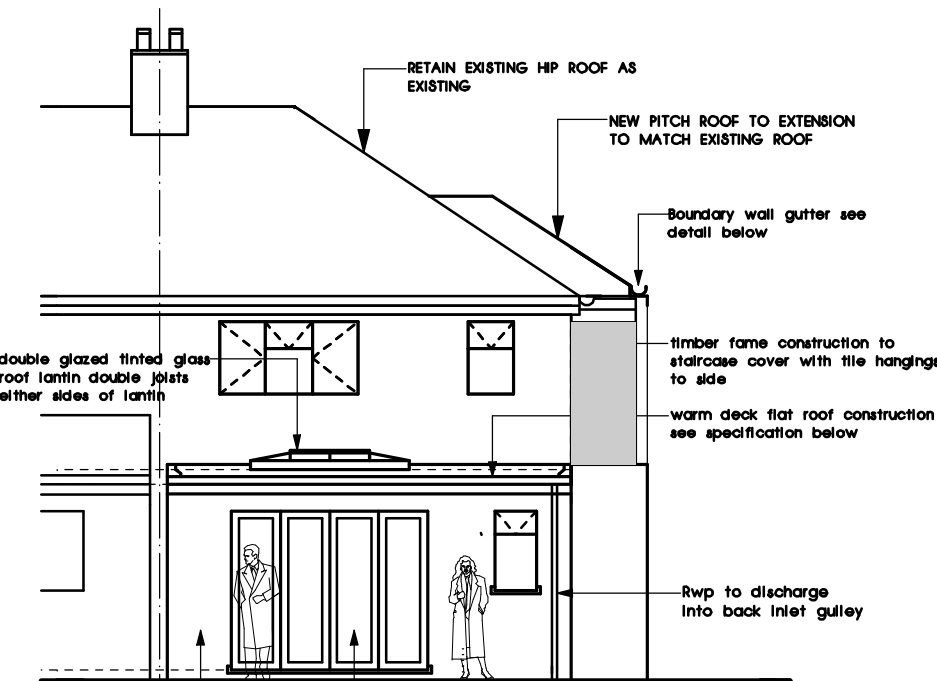 RETAIN EXISTING HIP ROOF AS
EXISTING
NEW PITCH ROOF TO EXTENSION
TO MATCH EXISTING ROOF
Boundary wall gutter see
detail below
timber fame construction to
staircase cover with tile hangings
to side
double glazed tinted glass
roof lantin double joists
either sides of lantin
warm deck flat roof construction
see specification below
Rwp to discharge
into back inlet gulley